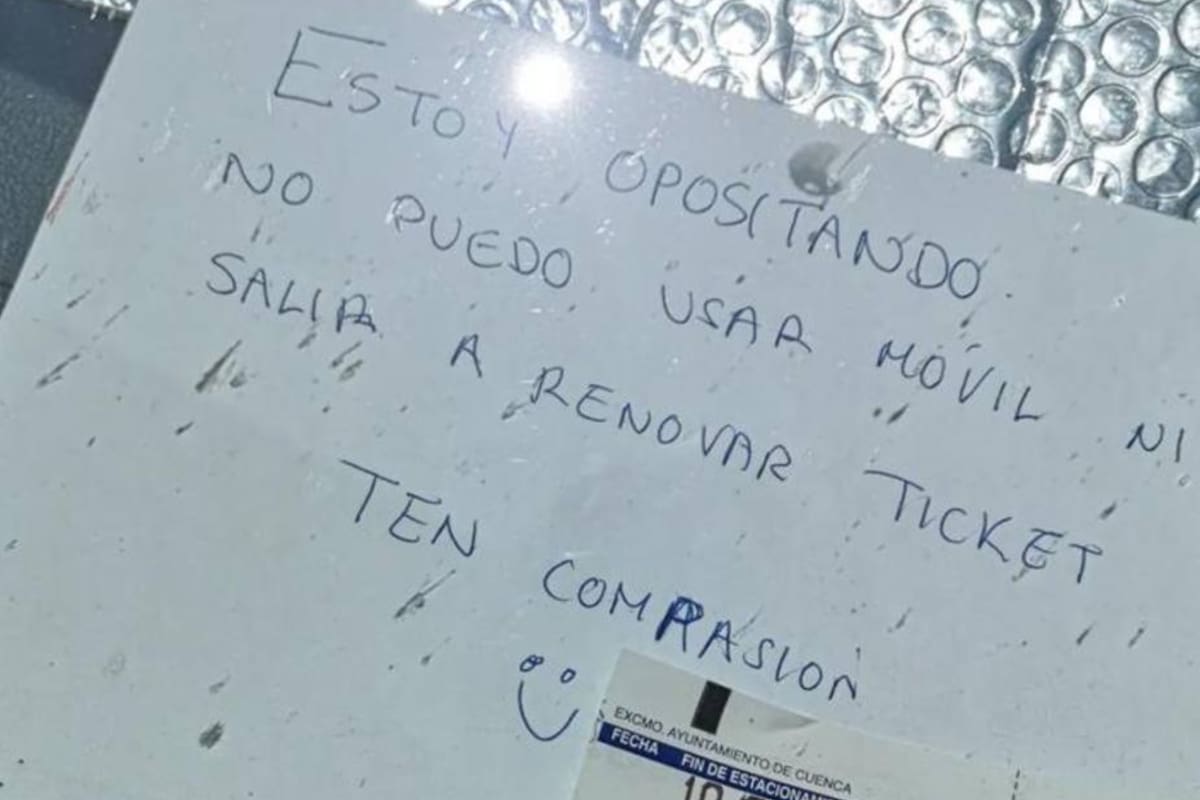 ESTOY OPOSITANDO.
NO PUEDO USAR MÓVIL NI
SALIR A RENOVAR TICKET
TEN COMPASION
EXCMO. AYUNTAMIENTO DE CUENCA
FECHA FIN DE ESTACIONAM